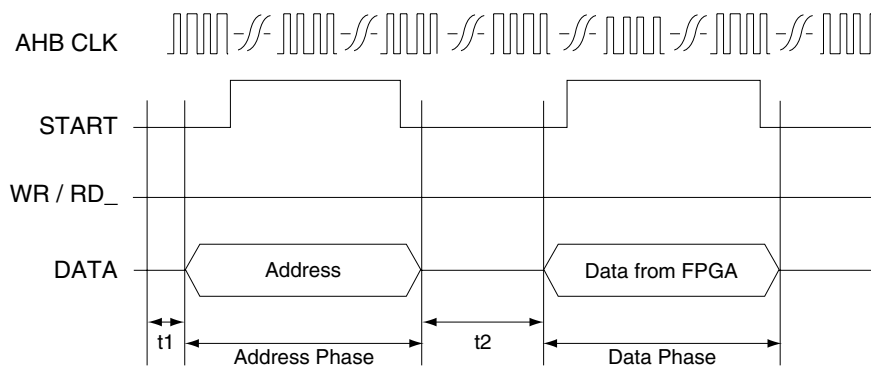 AHB CLK
START
WR / RD_
DATA
Address
Data from FPGA
t1
t2
Address Phase
Data Phase